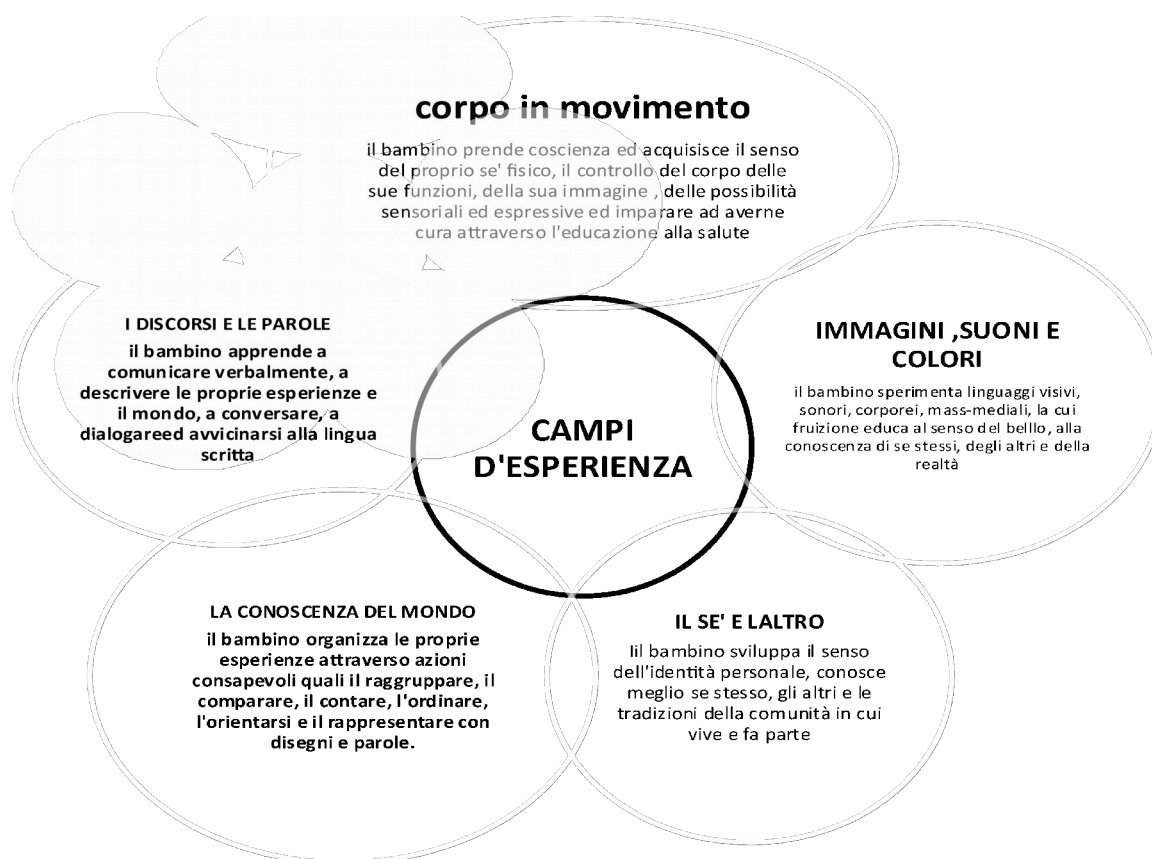 corpo in movimento
il bambino prende coscienza ed acquisisce il senso
del proprio se' fisico, il controllo del corpo delle
sue funzioni, della sua immagine , delle possibilità
sensoriali ed espressive ed imparare ad averne
cura attraverso l'educazione alla salute
I DISCORSI E LE PAROLE
il bambino apprende a
comunicare verbalmente, a
descrivere le proprie esperienze e
il mondo, a conversare, a
dialogareed avvicinarsi alla lingua
scritta
CAMPI
D'ESPERIENZA
IMMAGINI ,SUONI E
COLORI
il bambino sperimenta linguaggi visivi,
sonori, corporei, mass-mediali, la cui
fruizione educa al senso del belllo, alla
conoscenza di se stessi, degli altri e della
realtà
LA CONOSCENZA DEL MONDO
il bambino organizza le proprie
esperienze attraverso azioni
consapevoli quali il raggruppare, il
comparare, il contare, l'ordinare,
l'orientarsi e il rappresentare con
disegni e parole.
IL SE' E LALTRO
Iil bambino sviluppa il senso
dell'identità personale, conosce
meglio se stesso, gli altri e le
tradizioni della comunità in cui
vive e fa parte